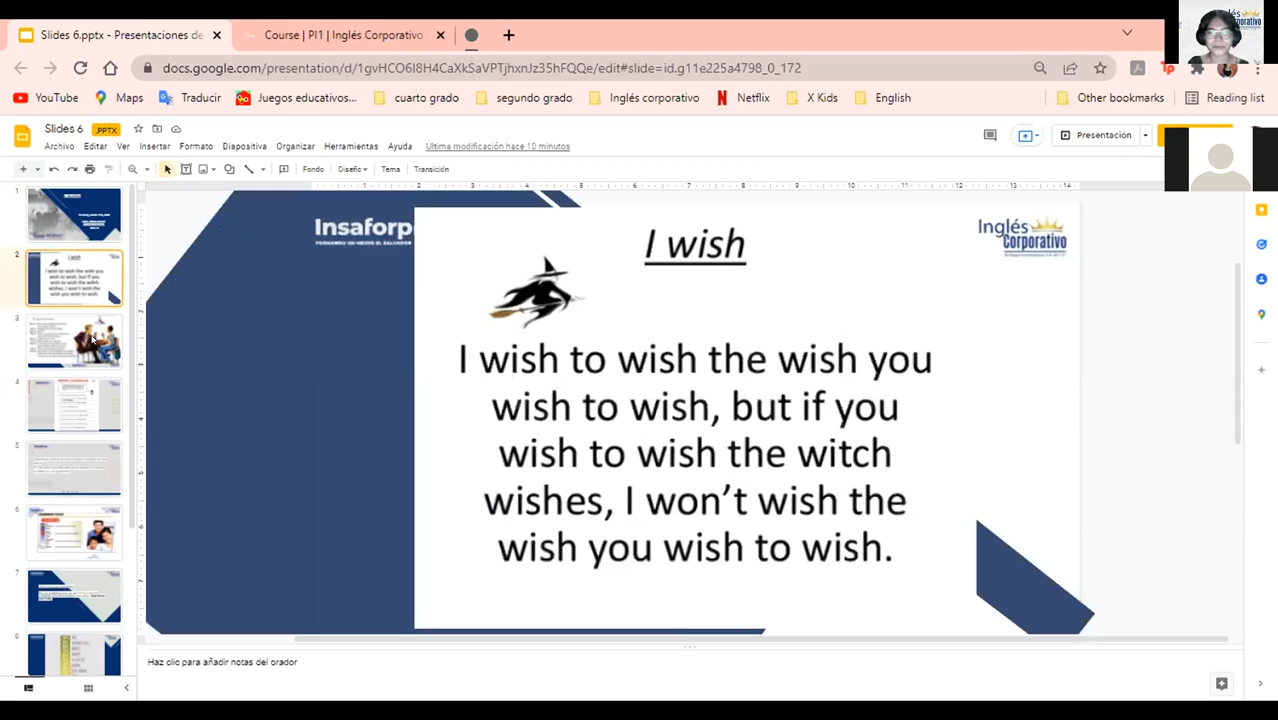 Slides 6.pptx - Presentaciones de
Course | PI1 | Inglés Corporativo
docs.google.com/presentation/d/1gvHCO6I8H4CaXkSaVPTiMJz35hFQQe/edit#slide=id.g11e225a4798_0_172
YouTube
Maps
Traducir
Juegos educativos...
cuarto grado
segundo grado
Inglés corporativo
Netflix
X Kids
English
Other bookmarks
Reading list
Slides 6 .PPTX
Archivo Editar Ver Insertar Formato Diapositiva Organizar Herramientas Ayuda Última modificación hace 10 minutos
Presentación
Fondo Diseño Tema Transición
Insaforp
Inglés
Corporativo
I wish
I wish to wish the wish you
wish to wish, but if you
wish to wish the witch
wishes, I won't wish the
wish you wish to wish.
Haz clic para añadir notas del orador